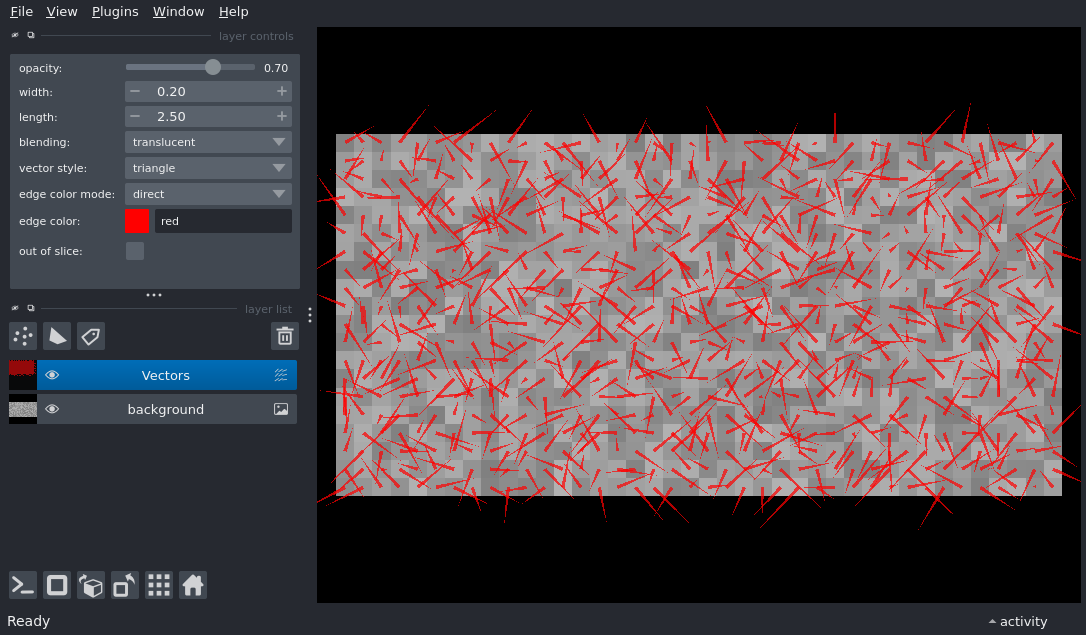 File View Plugins Window Help
layer controls
opacity: 0.70
width: 0.20
length: 2.50
blending: translucent
vector style: triangle
edge color mode: direct
edge color: red
out of slice:
layer list
Vectors
background
Ready activity